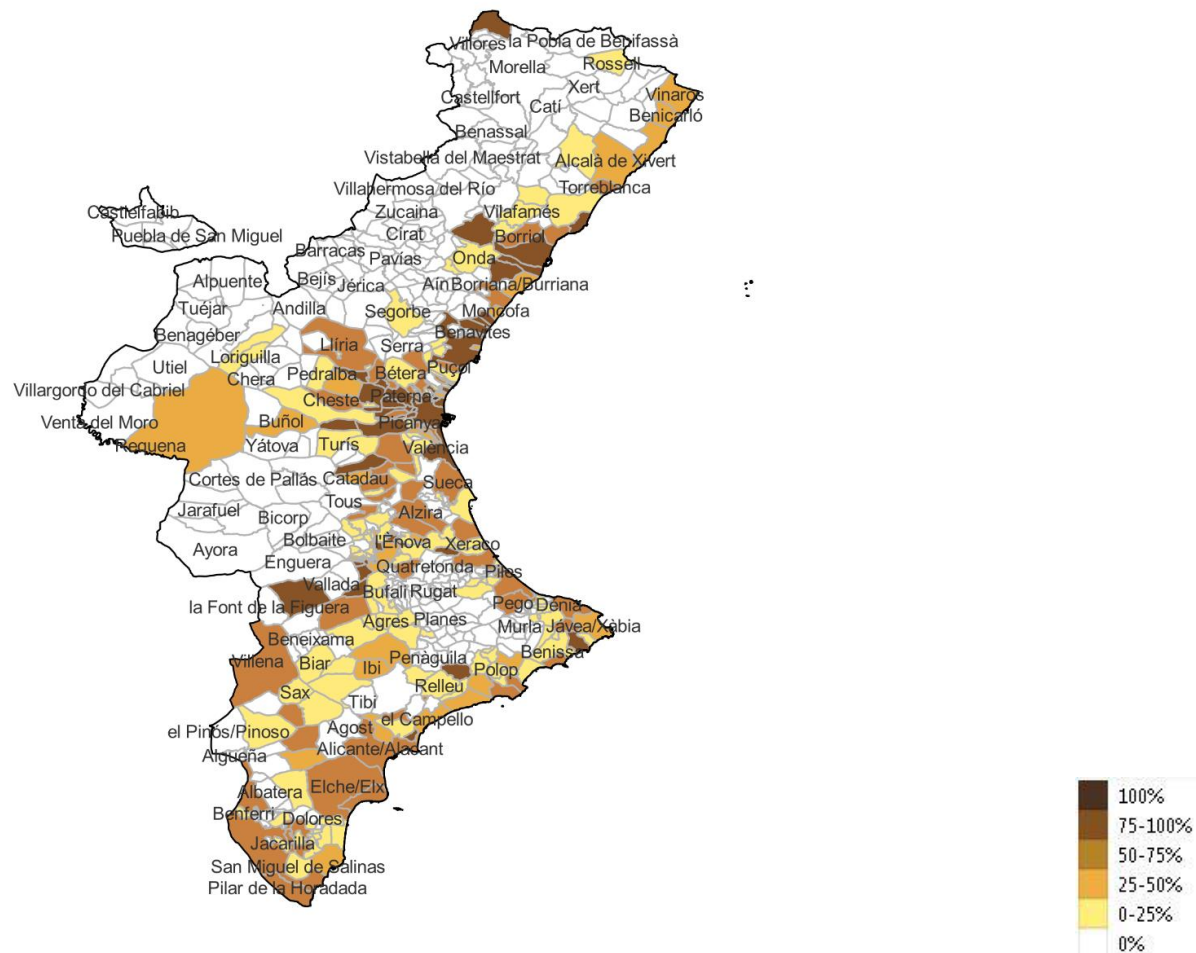 Villores la Pobla de Benifassà
Morella Rossell
Castellfort Xert Vinaròs
Catí Benicarló
Benassal
Vistabella del Maestrat Alcalà de Xivert
Villahermosa del Río Torreblanca
Castielfabib Zucaina Vilafamés
Puebla de San Miguel Cirat Borriol
Barracas Pavías Onda
Alpuente Bejís Jérica Aín Borriana/Burriana
Tuéjar Andilla Segorbe Moncofa
Benagéber Llíria Serra Benavites
Utiel Loriguilla Pedralba Bétera Puçol
Villargordo del Cabriel Chera Cheste Paterna
Venta del Moro Buñol Picanya
Requena Yátova Turís València
Cortes de Pallás Catadau Sueca
Jarafuel Bicorp Tous Alzira
Ayora Bolbaite l'Ènova Xeraco
Enguera Quatretonda Piles
Vallada Bufali Rugat
la Font de la Figuera Pego Dénia
Agres Planes Murla Jávea/Xàbia
Beneixama Benissa
Villena Biar Ibi Penàguila Polop
Sax Tibi Relleu
el Pinós/Pinoso Agost el Campello
Algueña Alicante/Alacant
Albatera Elche/Elx
Benferri Dolores
Jacarilla
San Miguel de Salinas
Pilar de la Horadada
100%
75-100%
50-75%
25-50%
0-25%
0%